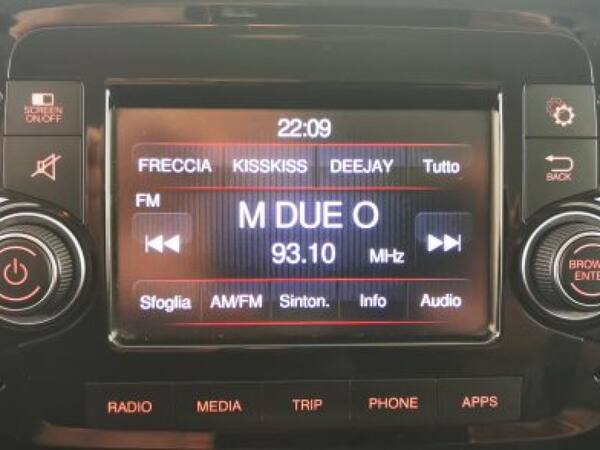 22:09
SCREEN ON/OFF
FRECCIA KISSKISS DEEJAY Tutto
BACK
FM
M DUE O
93.10 MHz
BROWSE
ENTER
Sfoglia AM/FM Sinton. Info Audio
RADIO MEDIA TRIP PHONE APPS